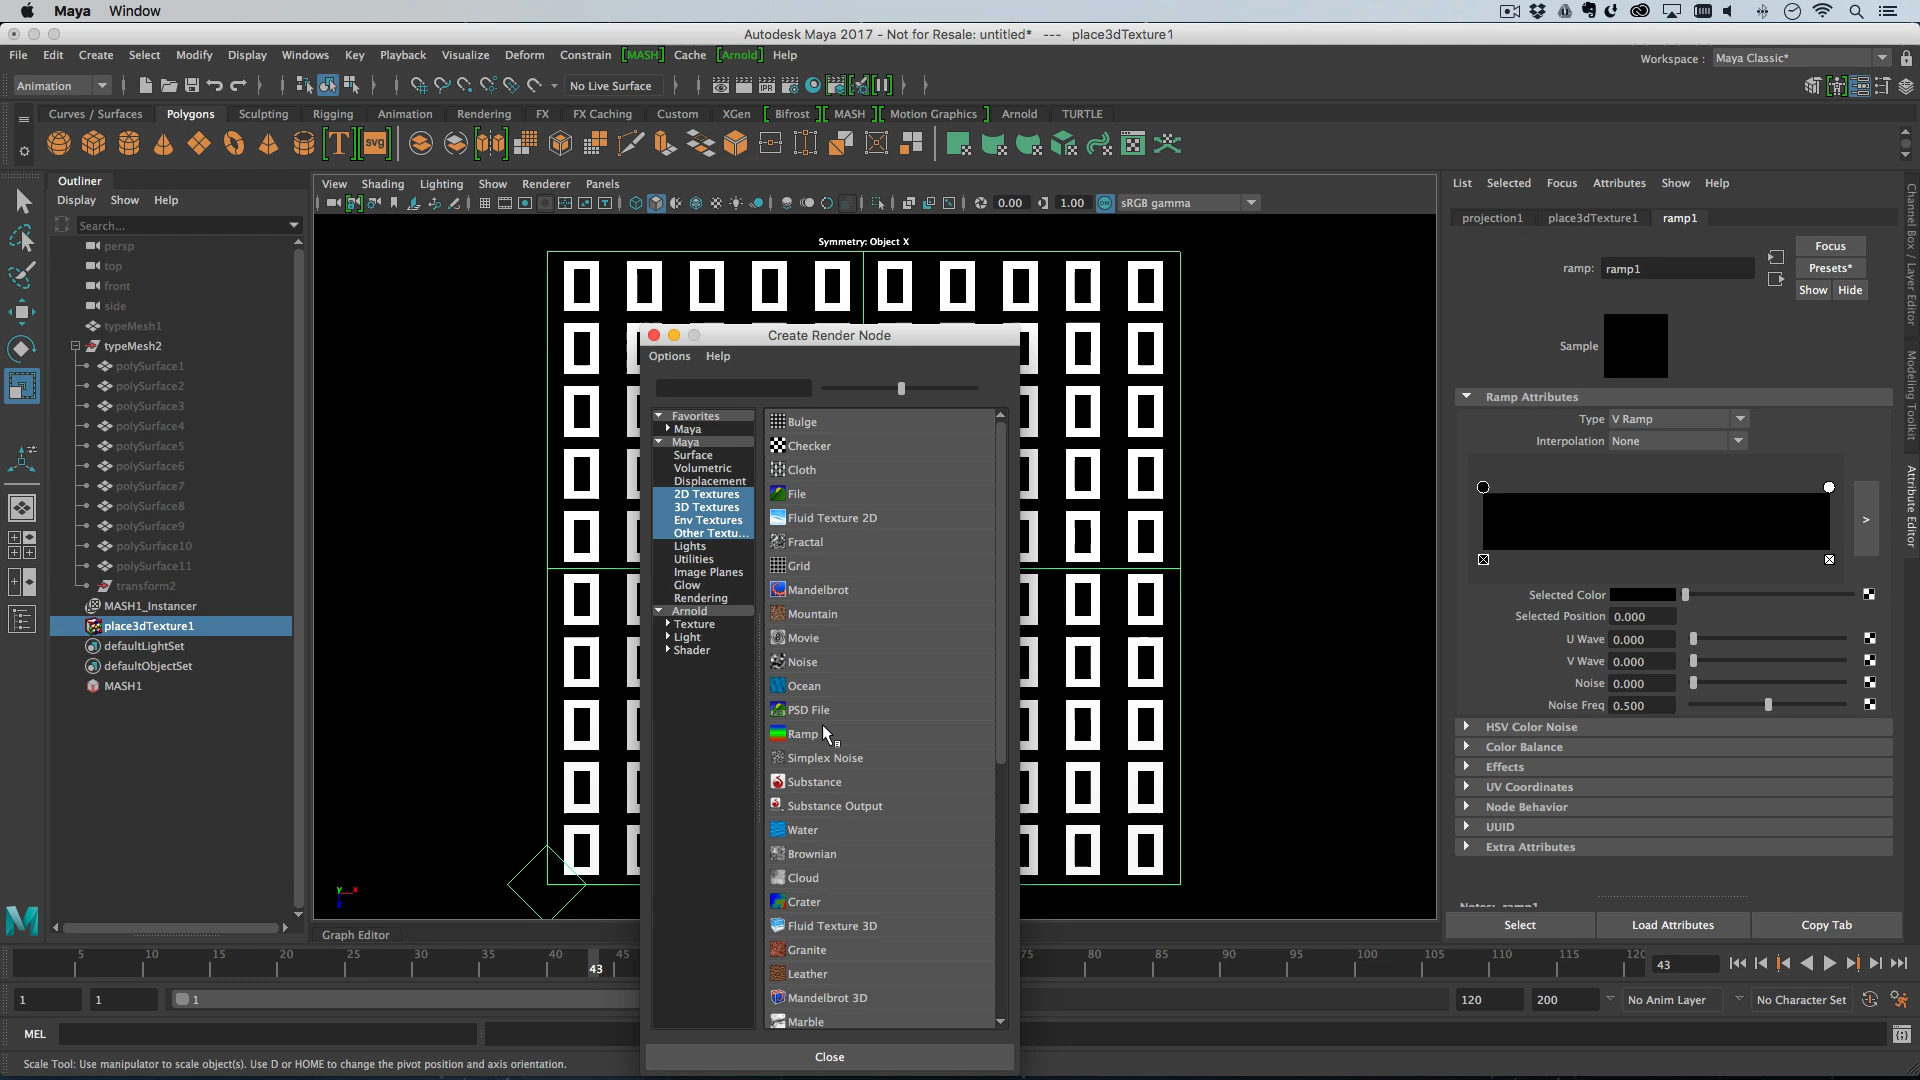 Maya Window
Autodesk Maya 2017 - Not for Resale: untitled* --- place3dTexture1
File Edit Create Select Modify Display Windows Key Playback Visualize Deform Constrain [MASH] Cache [Arnold] Help
Workspace : Maya Classic*
Animation
No Live Surface
Curves / Surfaces Polygons Sculpting Rigging Animation Rendering FX FX Caching Custom XGen [ Bifrost ][ MASH ][ Motion Graphics ] Arnold TURTLE
T svg
Outliner
Display Show Help
Search...
persp
top
front
side
typeMesh1
typeMesh2
polySurface1
polySurface2
polySurface3
polySurface4
polySurface5
polySurface6
polySurface7
polySurface8
polySurface9
polySurface10
polySurface11
transform2
MASH1_Instancer
place3dTexture1
defaultLightSet
defaultObjectSet
MASH1
View Shading Lighting Show Renderer Panels
0.00 1.00 ON sRGB gamma
Symmetry: Object X
y x
Graph Editor
Create Render Node
Options Help
Favorites
Maya
Maya
Surface
Volumetric
Displacement
2D Textures
3D Textures
Env Textures
Other Textu...
Lights
Utilities
Image Planes
Glow
Rendering
Arnold
Texture
Light
Shader
Bulge
Checker
Cloth
File
Fluid Texture 2D
Fractal
Grid
Mandelbrot
Mountain
Movie
Noise
Ocean
PSD File
Ramp
Simplex Noise
Substance
Substance Output
Water
Brownian
Cloud
Crater
Fluid Texture 3D
Granite
Leather
Mandelbrot 3D
Marble
Close
List Selected Focus Attributes Show Help
projection1 place3dTexture1 ramp1
ramp: ramp1
Focus
Presets*
Show Hide
Sample
Ramp Attributes
Type V Ramp
Interpolation None
>
Selected Color
Selected Position 0.000
U Wave 0.000
V Wave 0.000
Noise 0.000
Noise Freq 0.500
HSV Color Noise
Color Balance
Effects
UV Coordinates
Node Behavior
UUID
Extra Attributes
Notes: ramp1
Select Load Attributes Copy Tab
Channel Box / Layer Editor
Modeling Toolkit
Attribute Editor
5 10 15 20 25 30 35 40 43 45 75 80 85 90 95 100 105 110 115 120 43
1 1 1 120 200 No Anim Layer No Character Set
MEL
Scale Tool: Use manipulator to scale object(s). Use D or HOME to change the pivot position and axis orientation.